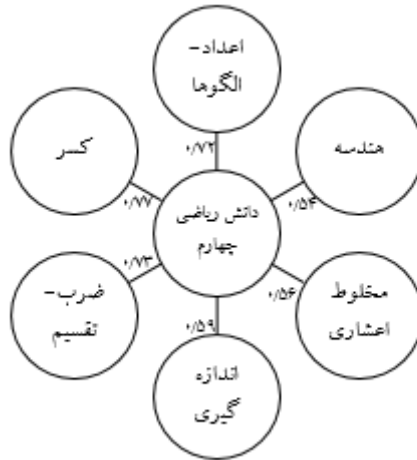 اعداد-
الگوها
کسر
هندسه
۰/۷۲
۰/۷۷
۰/۵۴
دانش ریاضی
چهارم
۰/۷۳
۰/۵۶
ضرب-
تقسیم
مخلوط
اعشاری
۰/۵۹
اندازه
گیری